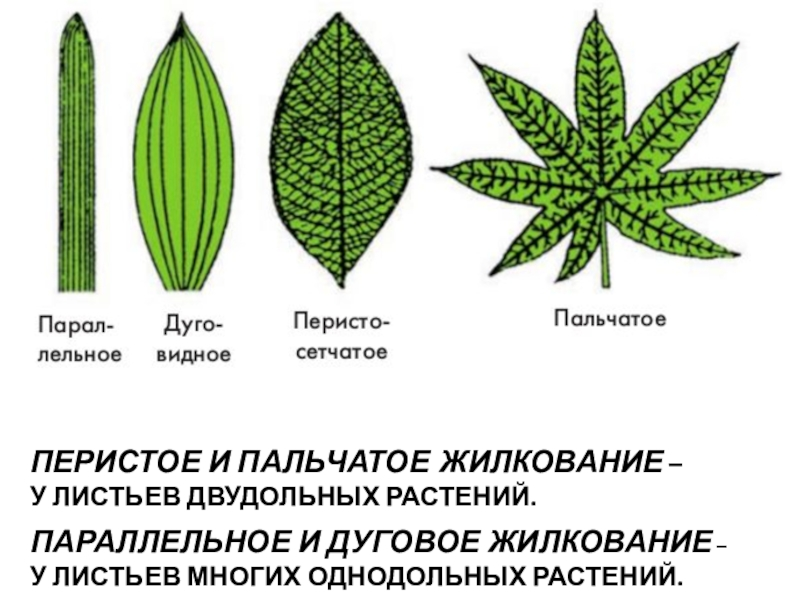 Парал-
лельное
Дуго-
видное
Перисто-
сетчатое
Пальчатое
ПЕРИСТОЕ И ПАЛЬЧАТОЕ ЖИЛКОВАНИЕ –
У ЛИСТЬЕВ ДВУДОЛЬНЫХ РАСТЕНИЙ.
ПАРАЛЛЕЛЬНОЕ И ДУГОВОЕ ЖИЛКОВАНИЕ –
У ЛИСТЬЕВ МНОГИХ ОДНОДОЛЬНЫХ РАСТЕНИЙ.